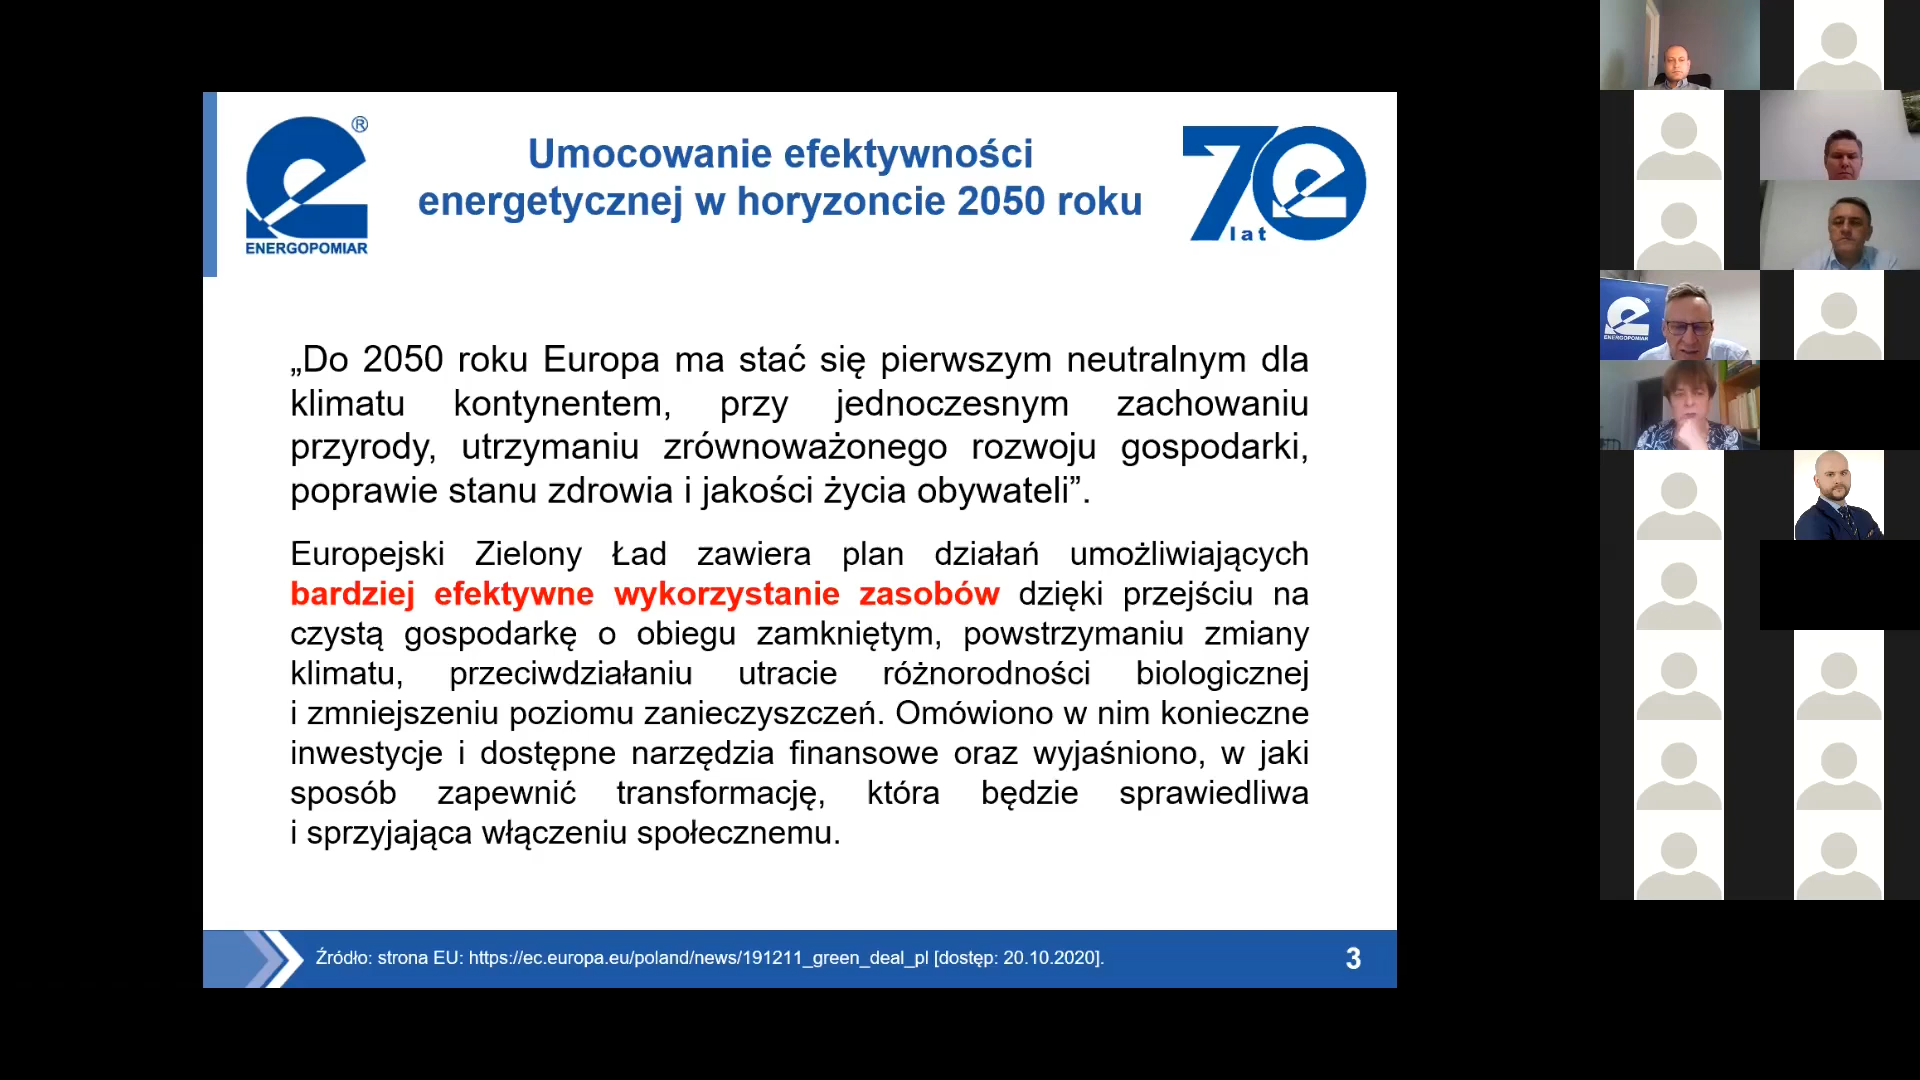 ®
ENERGOPOMIAR
Umocowanie efektywności
energetycznej w horyzoncie 2050 roku
70
lat
„Do 2050 roku Europa ma stać się pierwszym neutralnym dla
klimatu kontynentem, przy jednoczesnym zachowaniu
przyrody, utrzymaniu zrównoważonego rozwoju gospodarki,
poprawie stanu zdrowia i jakości życia obywateli”.
Europejski Zielony Ład zawiera plan działań umożliwiających
bardziej efektywne wykorzystanie zasobów dzięki przejściu na
czystą gospodarkę o obiegu zamkniętym, powstrzymaniu zmiany
klimatu, przeciwdziałaniu utracie różnorodności biologicznej
i zmniejszeniu poziomu zanieczyszczeń. Omówiono w nim konieczne
inwestycje i dostępne narzędzia finansowe oraz wyjaśniono, w jaki
sposób zapewnić transformację, która będzie sprawiedliwa
i sprzyjająca włączeniu społecznemu.
Źródło: strona EU: https://ec.europa.eu/poland/news/191211_green_deal_pl [dostęp: 20.10.2020].
3
ENERGOPOMIAR